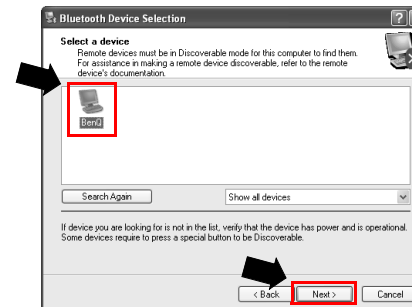 Bluetooth Device Selection
?
Select a device
Remote devices must be in Discoverable mode for this computer to find them.
For assistance in making a remote device discoverable, refer to the remote
device's documentation.
BenQ
Search Again
Show all devices
If device you are looking for is not in the list, verify that the device has power and is operational.
Some devices require to press a special button to be Discoverable.
< Back
Next >
Cancel